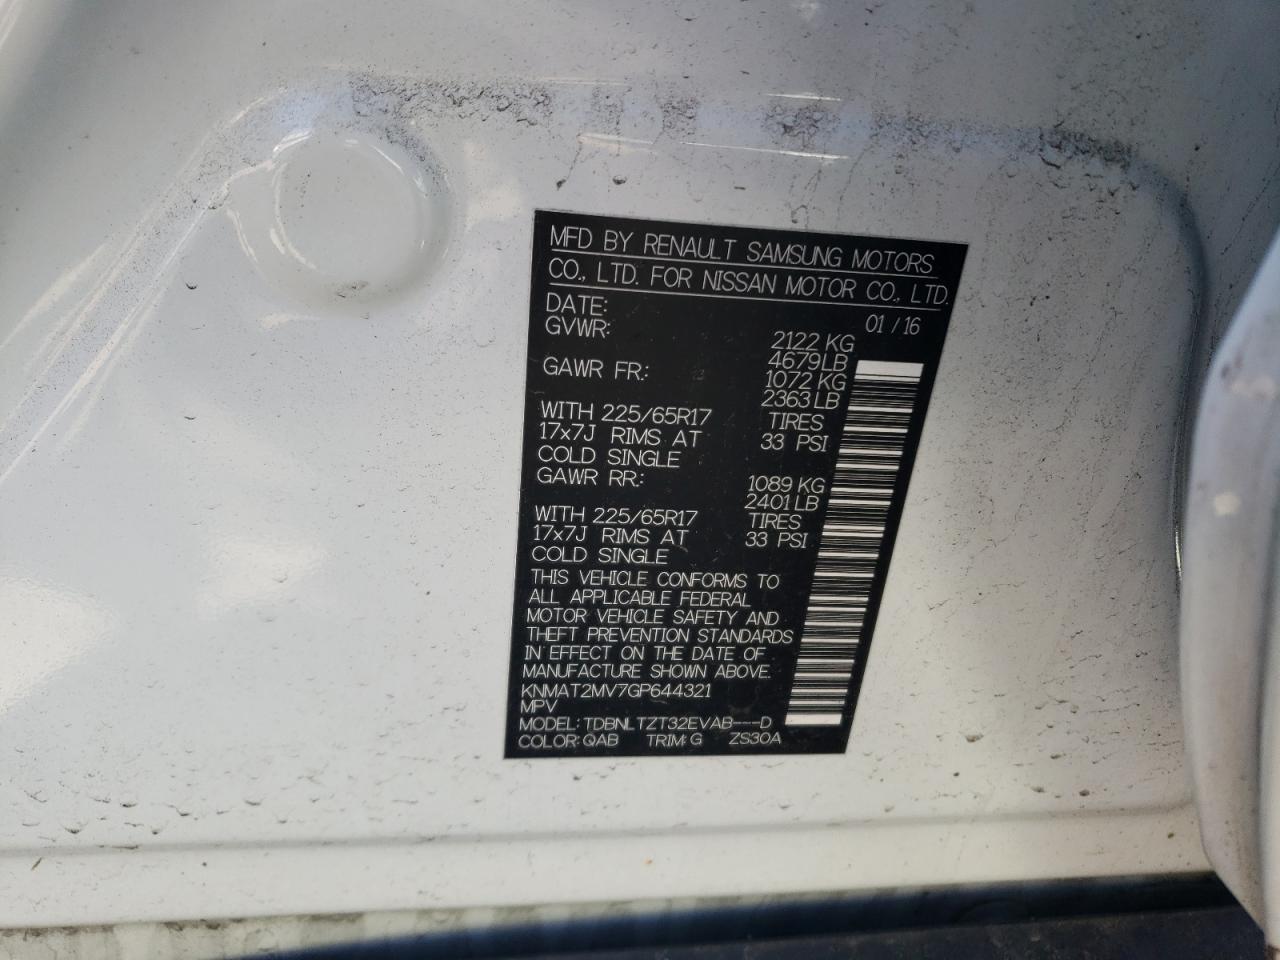 MFD BY RENAULT SAMSUNG MOTORS
CO., LTD. FOR NISSAN MOTOR CO., LTD.
DATE: 01 / 16
GVWR: 2122 KG
4679 LB
GAWR FR.: 1072 KG
2363 LB
WITH 225/65R17 TIRES
17x7J RIMS AT 33 PSI
COLD SINGLE
GAWR RR.: 1089 KG
2401 LB
WITH 225/65R17 TIRES
17x7J RIMS AT 33 PSI
COLD SINGLE
THIS VEHICLE CONFORMS TO
ALL APPLICABLE FEDERAL
MOTOR VEHICLE SAFETY AND
THEFT PREVENTION STANDARDS
IN EFFECT ON THE DATE OF
MANUFACTURE SHOWN ABOVE.
KNMAT2MV7GP644321
MPV
MODEL: TDBNLTZT32EVAB---D
COLOR: QAB TRIM: G ZS30A